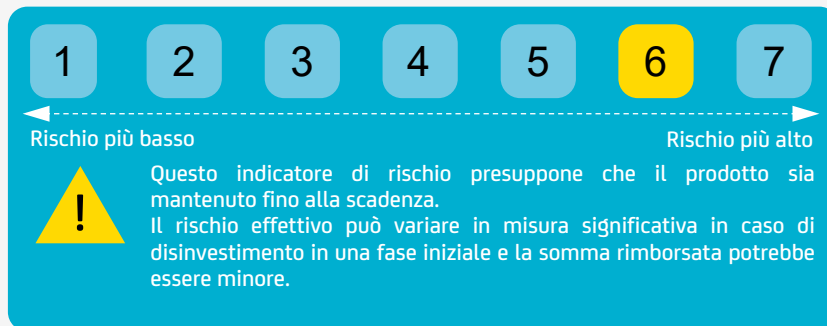 1 2 3 4 5 6 7
Rischio più basso Rischio più alto
!
Questo indicatore di rischio presuppone che il prodotto sia
mantenuto fino alla scadenza.
Il rischio effettivo può variare in misura significativa in caso di
disinvestimento in una fase iniziale e la somma rimborsata potrebbe
essere minore.